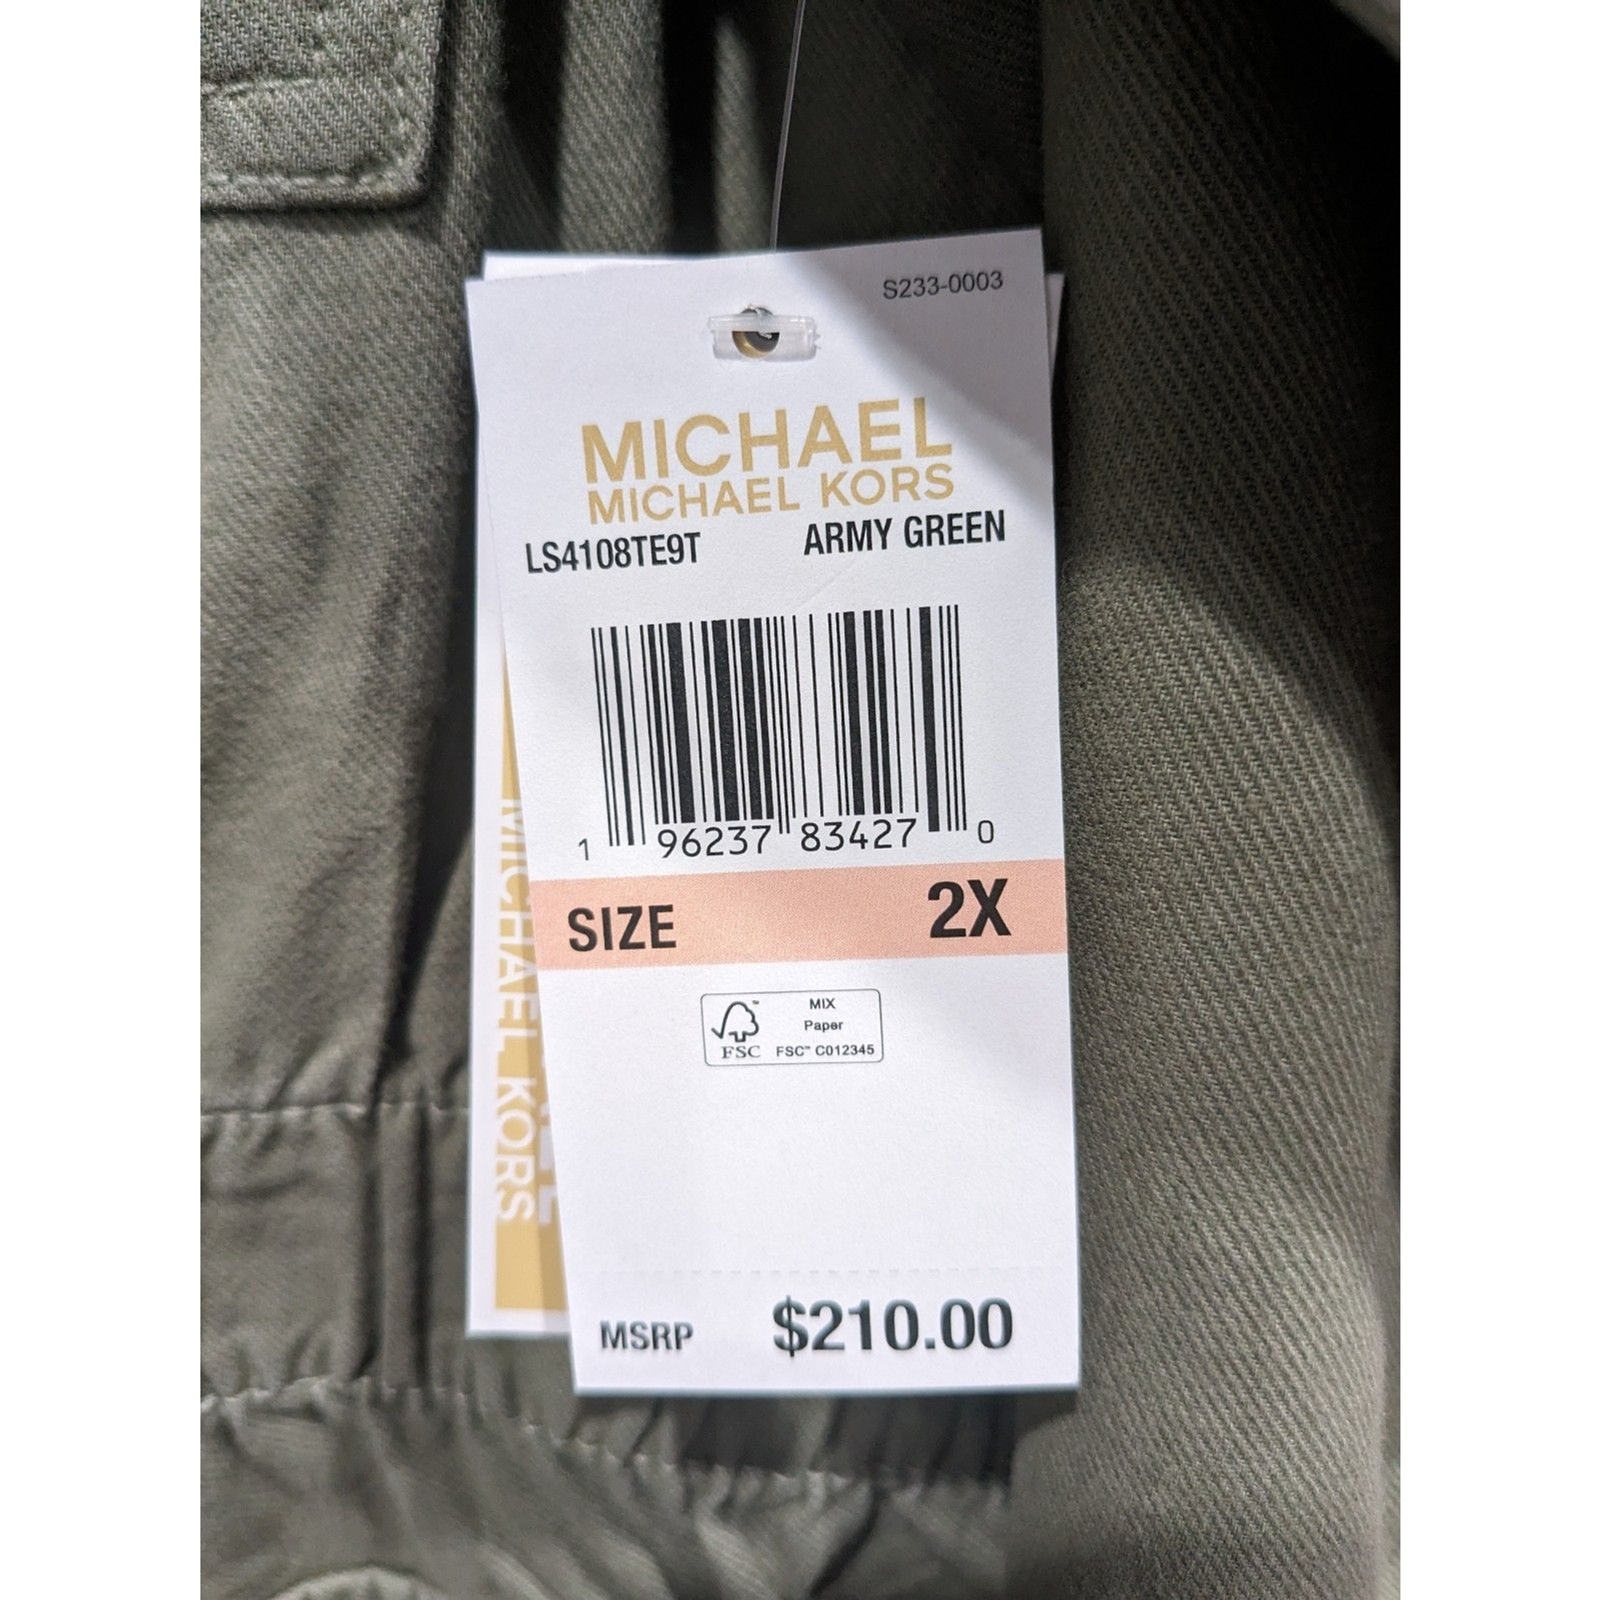 S233-0003
MICHAEL
MICHAEL KORS
LS4108TE9T ARMY GREEN
1 96237 83427 0
SIZE 2X
MIX
Paper
FSC™ C012345
FSC
MSRP $210.00
MICHAEL KORS